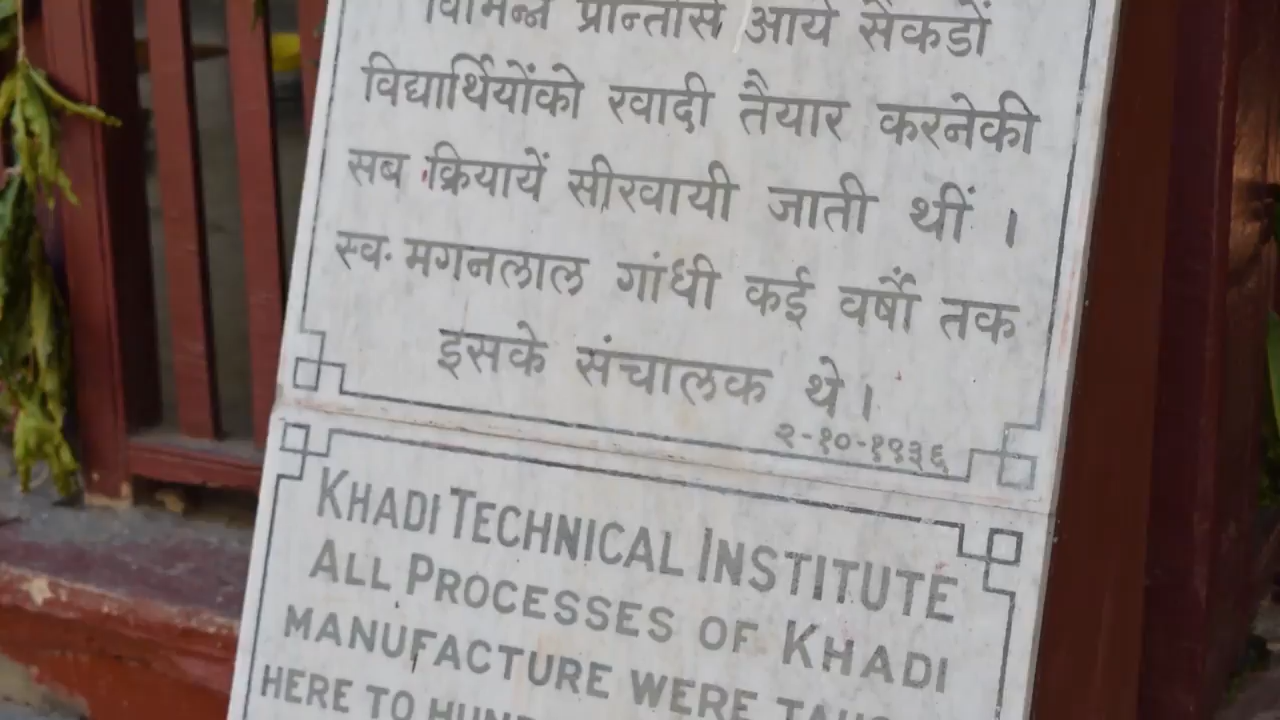 विभिन्न प्रान्तोंसे आये सैंकडों
विद्यार्थियोंको खादी तैयार करनेकी
सब क्रियायें सीखायी जाती थीं ।
स्व. मगनलाल गांधी कई वर्षों तक
इसके संचालक थे ।
२-१०-१९३६
KHADI TECHNICAL INSTITUTE
ALL PROCESSES OF KHADI
MANUFACTURE WERE
HERE TO